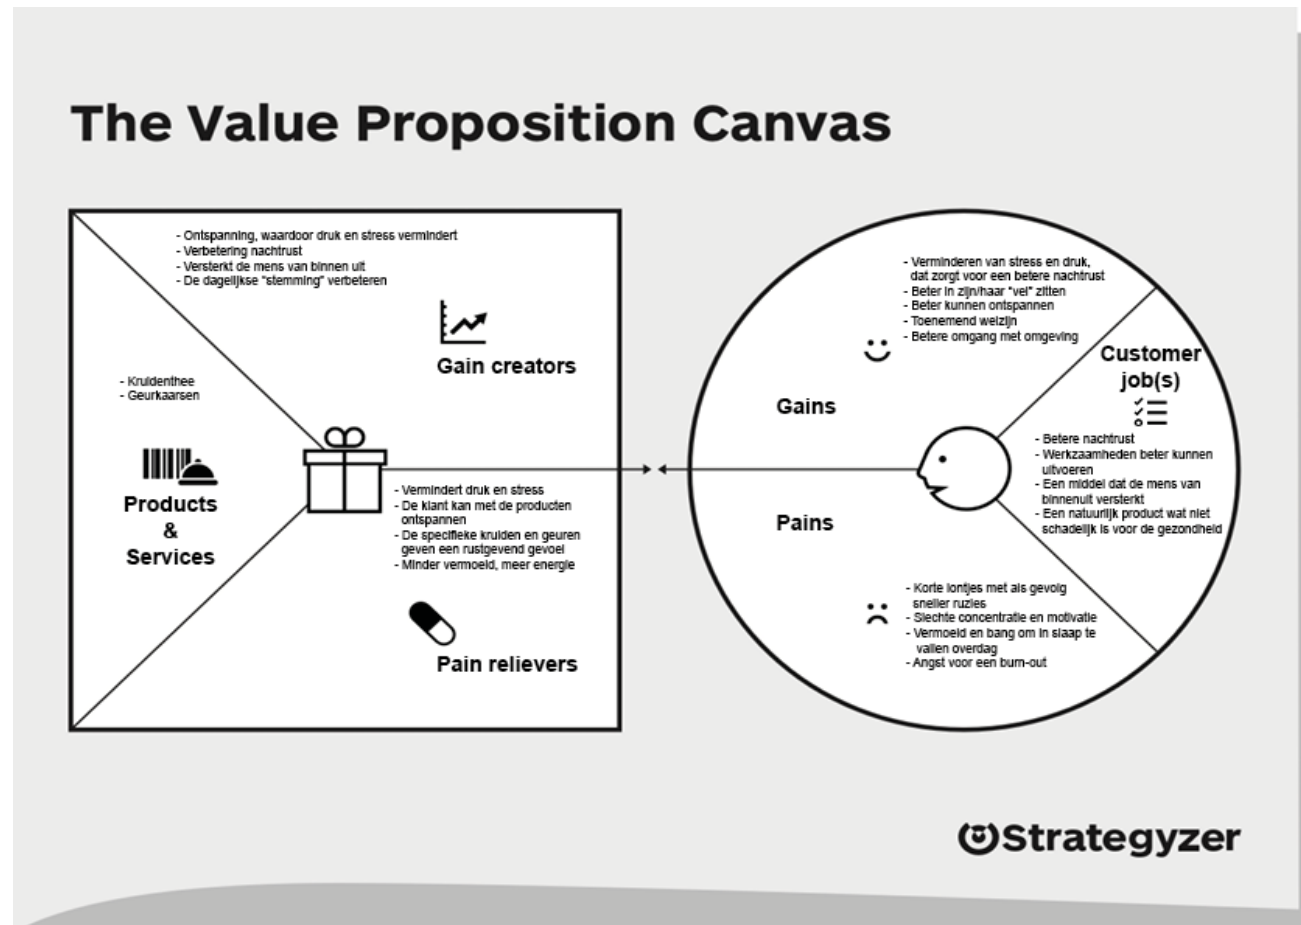 The Value Proposition Canvas
- Ontspanning, waardoor druk en stress vermindert
- Verbetering nachtrust
- Versterkt de mens van binnen uit
- De dagelijkse "stemming" verbeteren
Gain creators
- Kruidenthee
- Geurkaarsen
Products
&
Services
- Vermindert druk en stress
- De klant kan met de producten
ontspannen
- De specifieke kruiden en geuren
geven een rustgevend gevoel
- Minder vermoeid, meer energie
Pain relievers
- Verminderen van stress en druk,
dat zorgt voor een betere nachtrust
- Beter in zijn/haar "vel" zitten
- Beter kunnen ontspannen
- Toenemend welzijn
- Betere omgang met omgeving
Gains
Customer
job(s)
- Betere nachtrust
- Werkzaamheden beter kunnen
uitvoeren
- Een middel dat de mens van
binnenuit versterkt
- Een natuurlijk product wat niet
schadelijk is voor de gezondheid
Pains
- Korte lontjes met als gevolg
sneller ruzies
- Slechte concentratie en motivatie
- Vermoeid en bang om in slaap te
vallen overdag
- Angst voor een burn-out
Strategyzer